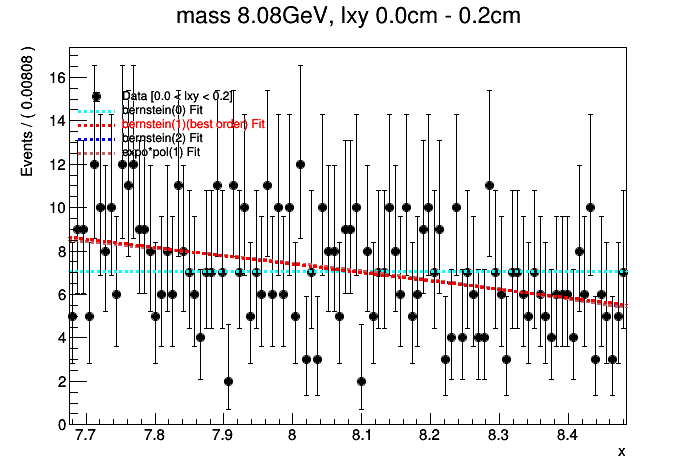 mass 8.08GeV, lxy 0.0cm - 0.2cm
Events / ( 0.00808 )
16
14
12
10
8
6
4
2
0
Data [0.0 < lxy < 0.2]
bernstein(0) Fit
bernstein(1)(best order) Fit
bernstein(2) Fit
expo*pol(1) Fit
7.7 7.8 7.9 8 8.1 8.2 8.3 8.4
x